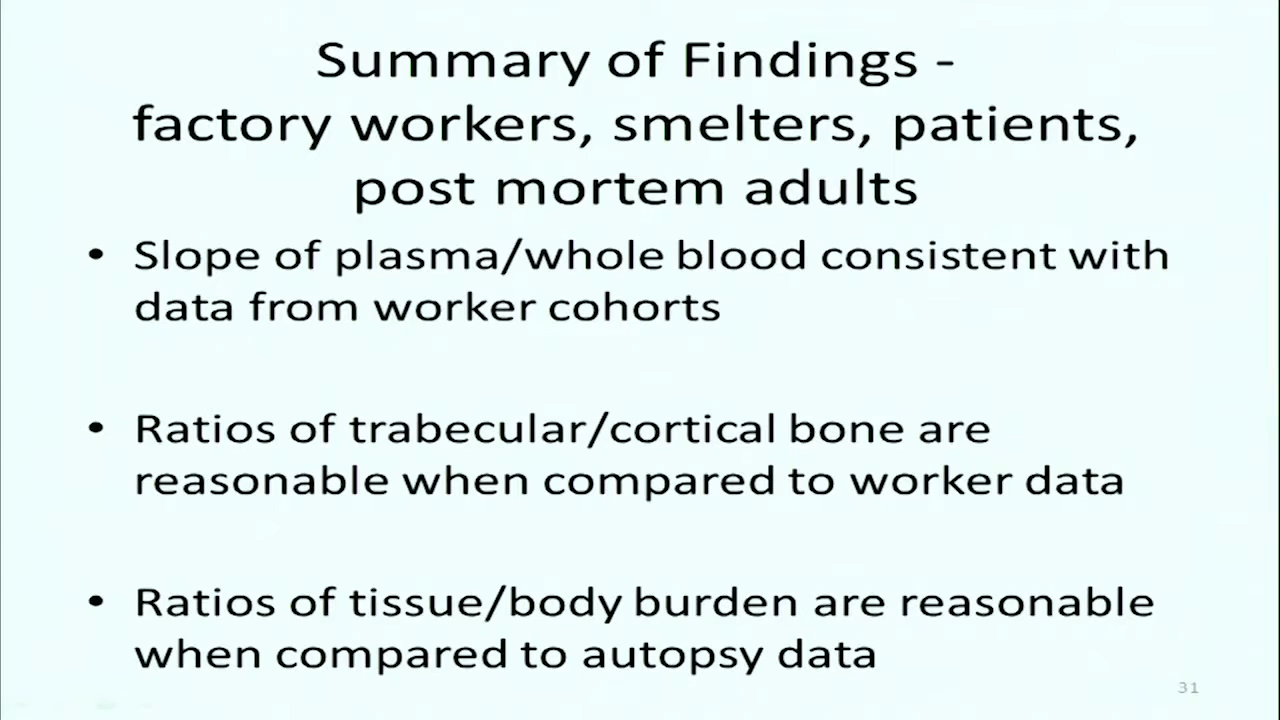 Summary of Findings -
factory workers, smelters, patients,
post mortem adults
• Slope of plasma/whole blood consistent with
data from worker cohorts
• Ratios of trabecular/cortical bone are
reasonable when compared to worker data
• Ratios of tissue/body burden are reasonable
when compared to autopsy data
31